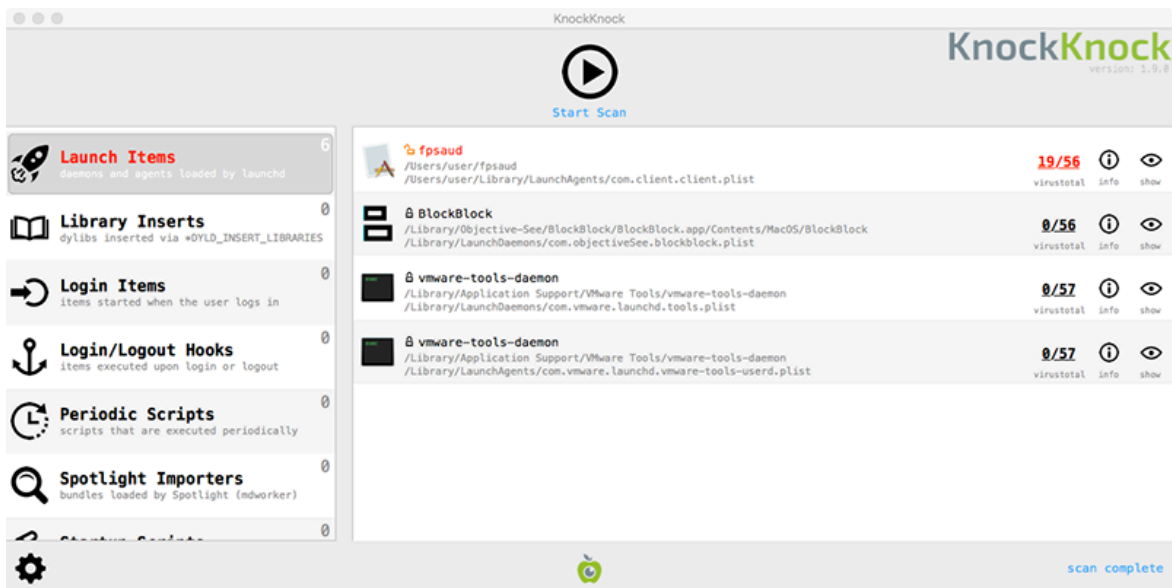 KnockKnock
KnockKnock
version: 1.9.0
Start Scan
Launch Items
6
daemons and agents loaded by launchd
Library Inserts
0
dylibs inserted via *DYLD_INSERT_LIBRARIES
Login Items
0
items started when the user logs in
Login/Logout Hooks
0
items executed upon login or logout
Periodic Scripts
0
scripts that are executed periodically
Spotlight Importers
0
bundles loaded by Spotlight (mdworker)
0
fpsaud
/Users/user/fpsaud
/Users/user/Library/LaunchAgents/com.client.client.plist
19/56
virustotal info show
BlockBlock
/Library/Objective-See/BlockBlock/BlockBlock.app/Contents/MacOS/BlockBlock
/Library/LaunchDaemons/com.objectiveSee.blockblock.plist
0/56
virustotal info show
vmware-tools-daemon
/Library/Application Support/VMware Tools/vmware-tools-daemon
/Library/LaunchDaemons/com.vmware.launchd.tools.plist
0/57
virustotal info show
vmware-tools-daemon
/Library/Application Support/VMware Tools/vmware-tools-daemon
/Library/LaunchAgents/com.vmware.launchd.vmware-tools-userd.plist
0/57
virustotal info show
scan complete